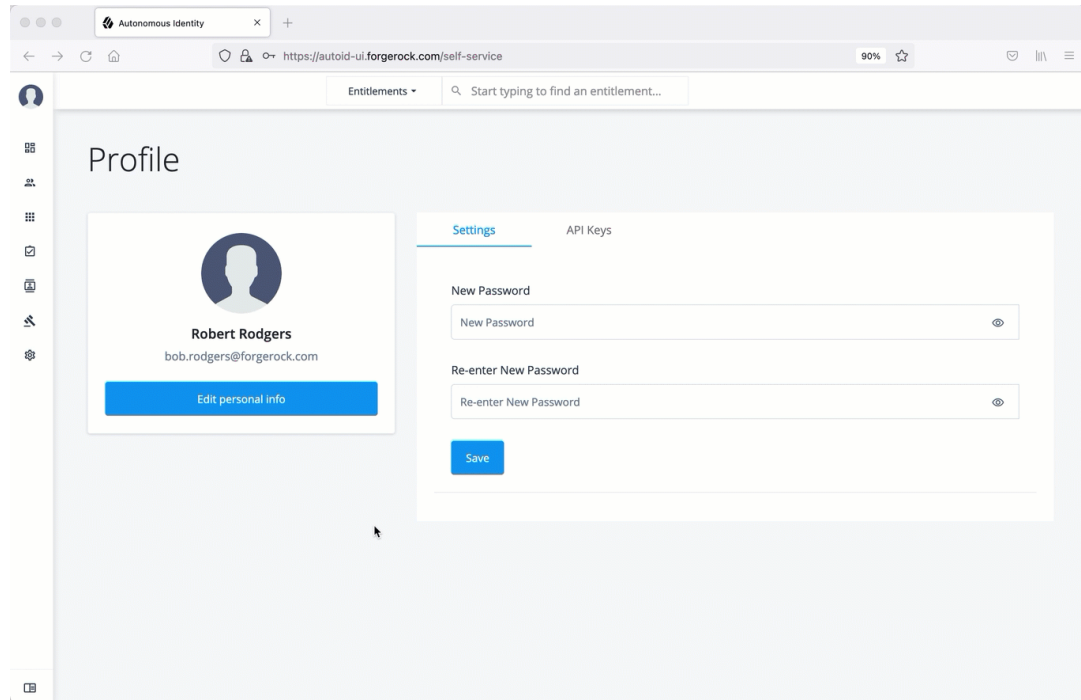 Autonomous Identity
https://autoid-ui.forgerock.com/self-service
90%
Entitlements
Start typing to find an entitlement...
Profile
Robert Rodgers
bob.rodgers@forgerock.com
Edit personal info
Settings
API Keys
New Password
New Password
Re-enter New Password
Re-enter New Password
Save